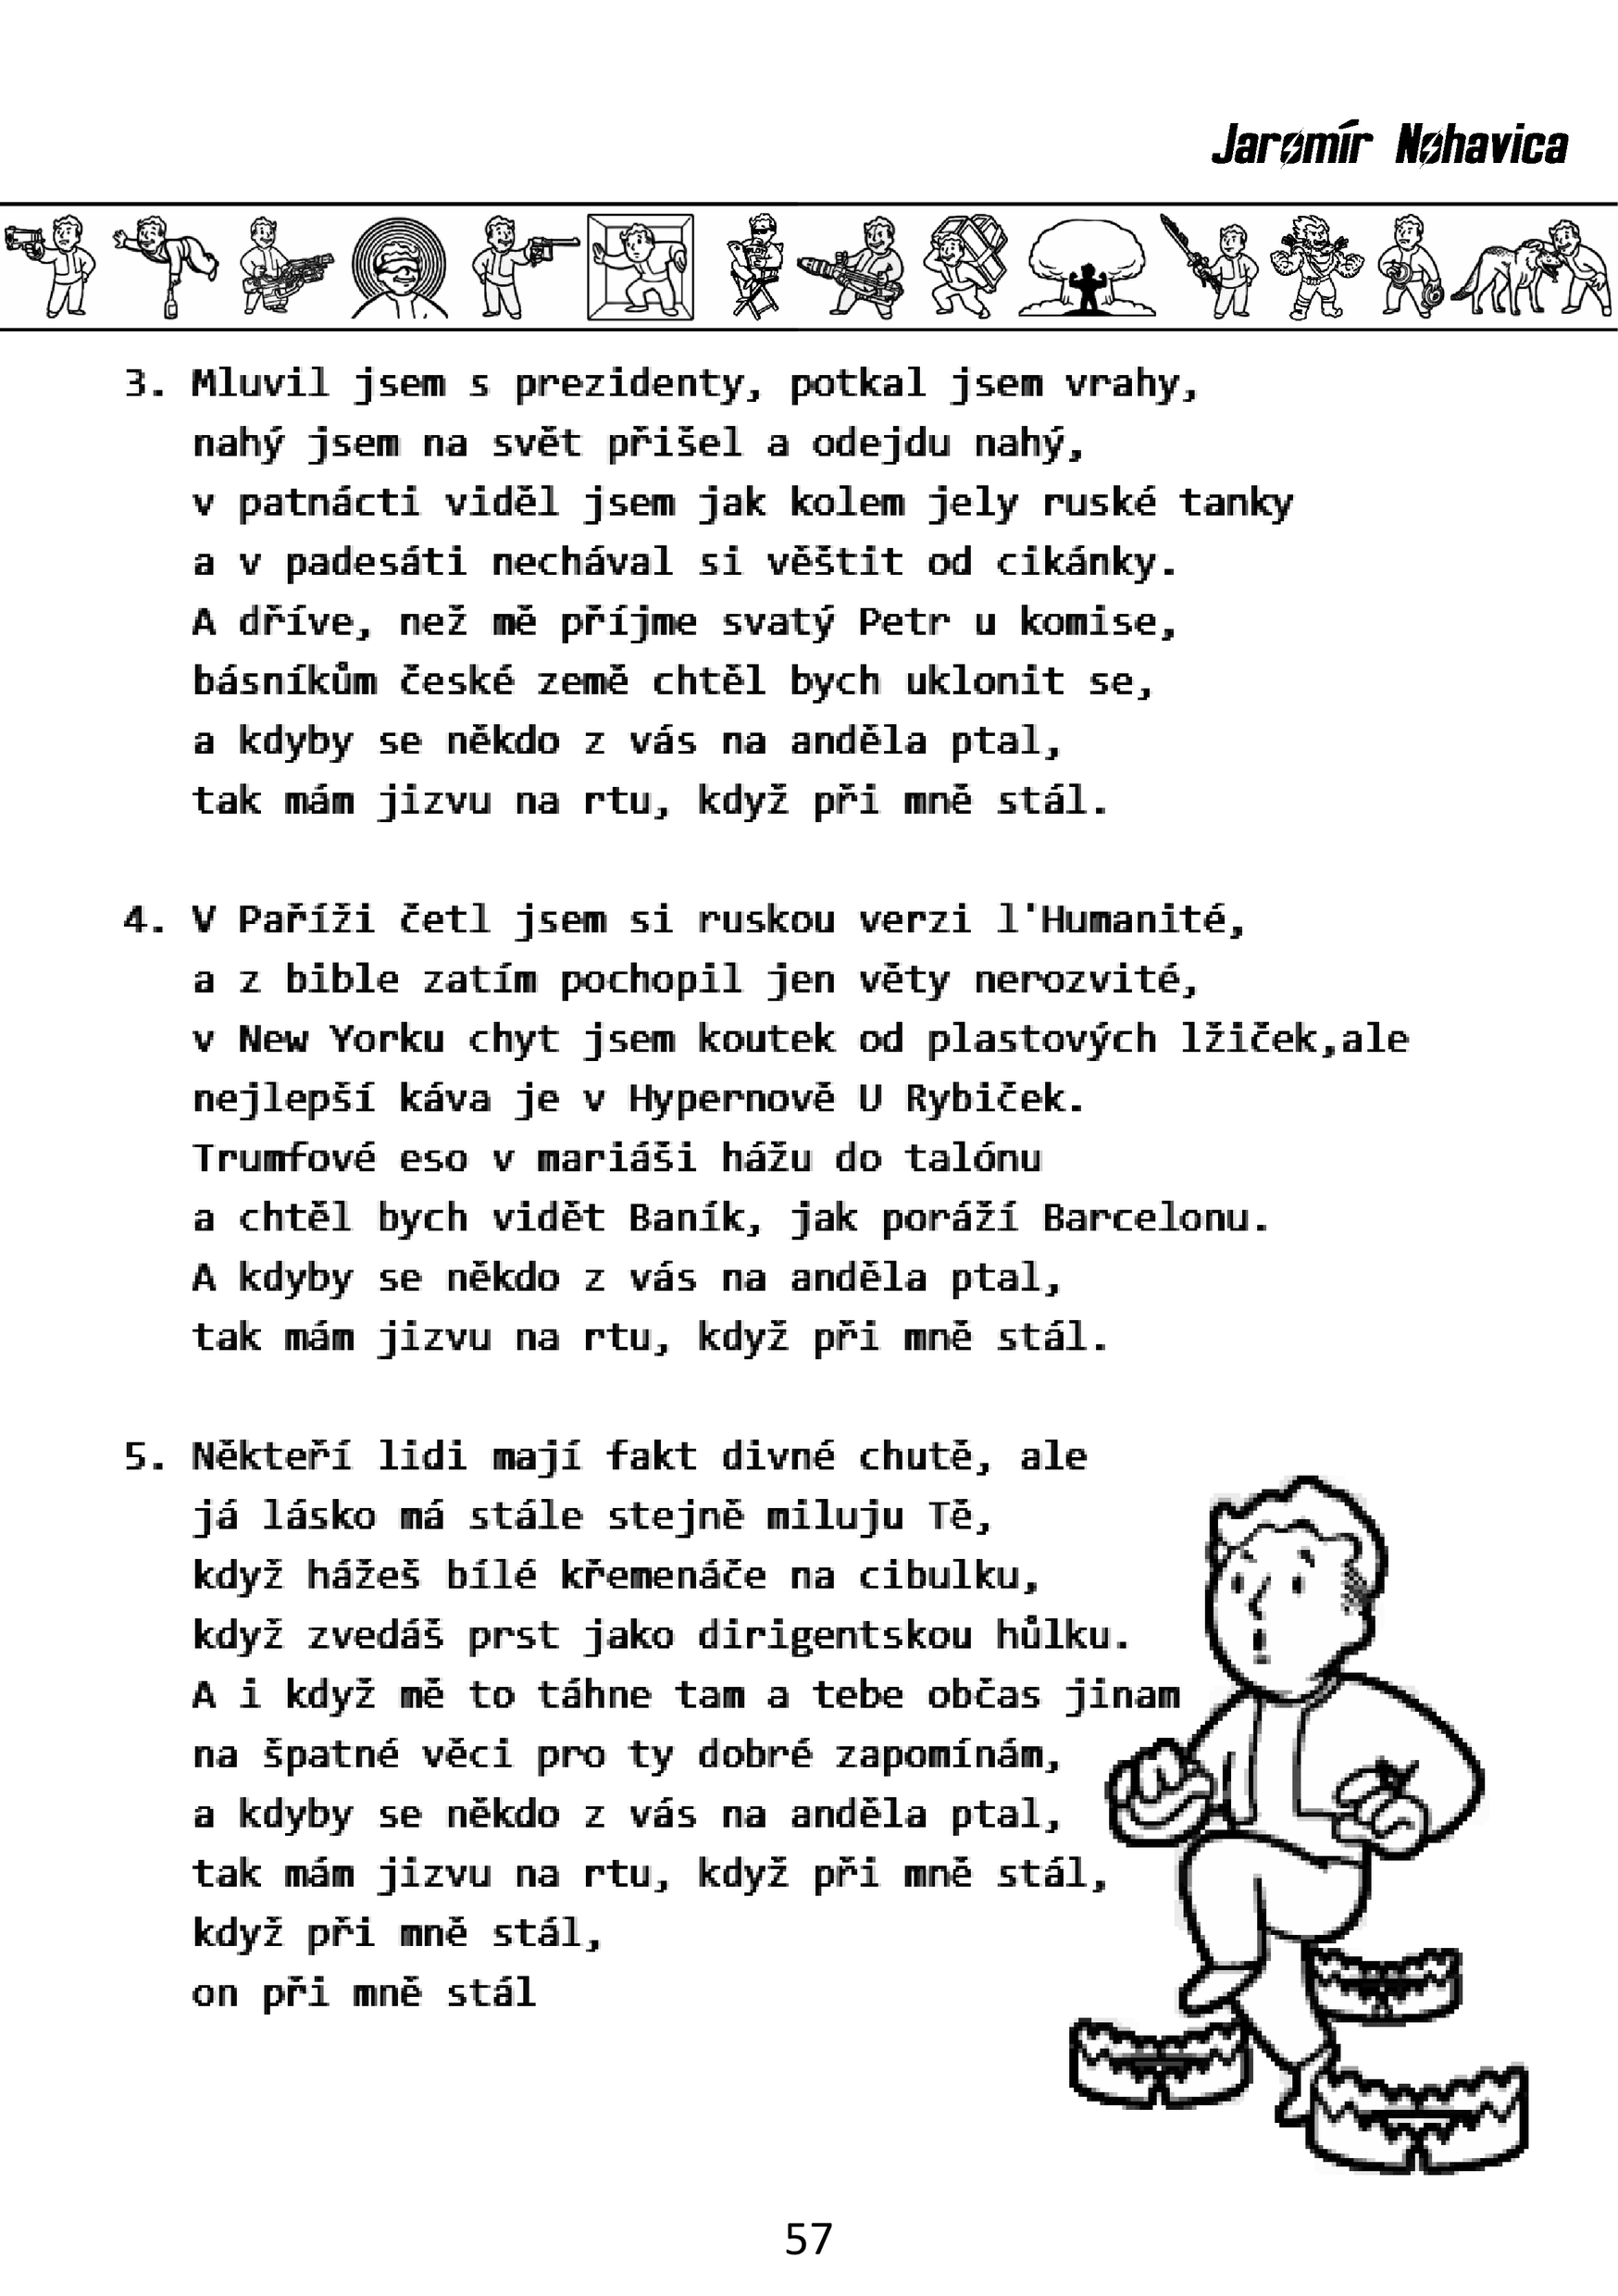 Jaromír Nohavica
3. Mluvil jsem s prezidenty, potkal jsem vrahy,
nahý jsem na svět přišel a odejdu nahý,
v patnácti viděl jsem jak kolem jely ruské tanky
a v padesáti nechával si věštit od cikánky.
A dříve, než mě příjme svatý Petr u komise,
básníkům české země chtěl bych uklonit se,
a kdyby se někdo z vás na anděla ptal,
tak mám jizvu na rtu, když při mně stál.
4. V Paříži četl jsem si ruskou verzi l'Humanité,
a z bible zatím pochopil jen věty nerozvité,
v New Yorku chyt jsem koutek od plastových lžiček,ale
nejlepší káva je v Hypernově U Rybiček.
Trumfové eso v mariáši hážu do talónu
a chtěl bych vidět Baník, jak poráží Barcelonu.
A kdyby se někdo z vás na anděla ptal,
tak mám jizvu na rtu, když při mně stál.
5. Někteří lidi mají fakt divné chutě, ale
já lásko má stále stejně miluju Tě,
když hážeš bílé křemenáče na cibulku,
když zvedáš prst jako dirigentskou hůlku.
A i když mě to táhne tam a tebe občas jinam
na špatné věci pro ty dobré zapomínám,
a kdyby se někdo z vás na anděla ptal,
tak mám jizvu na rtu, když při mně stál,
když při mně stál,
on při mně stál
57